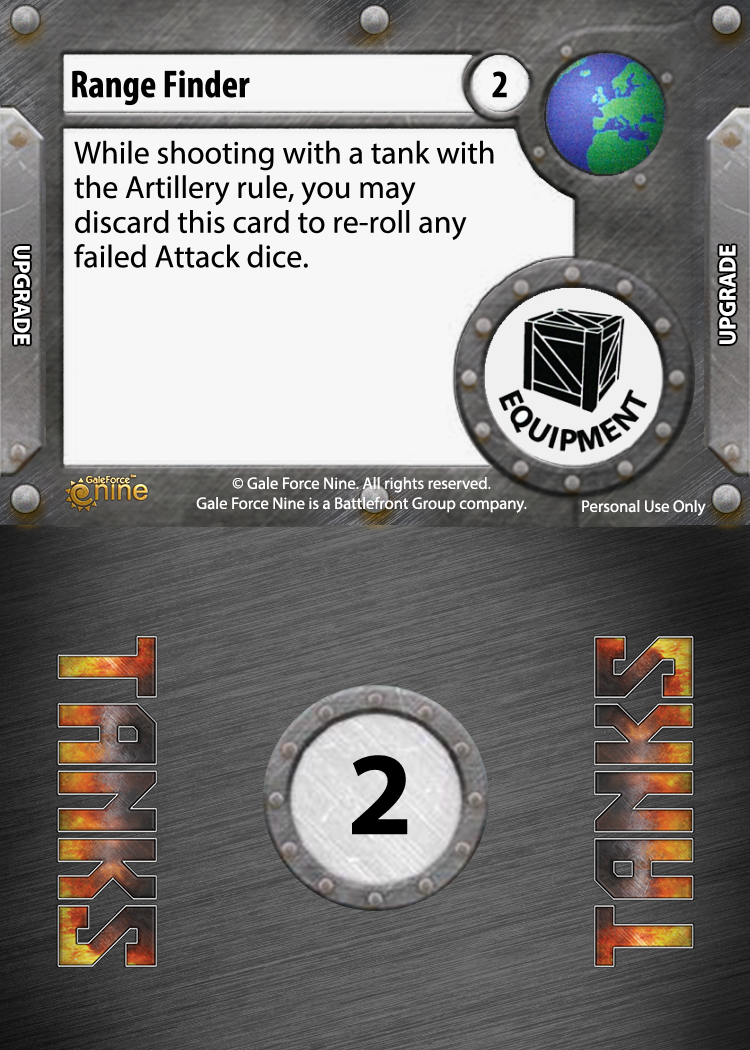 Range Finder
2
While shooting with a tank with
the Artillery rule, you may
discard this card to re-roll any
failed Attack dice.
UPGRADE
UPGRADE
EQUIPMENT
GaleForce™
nine
© Gale Force Nine. All rights reserved.
Gale Force Nine is a Battlefront Group company.
Personal Use Only
TANKS
2
TANKS